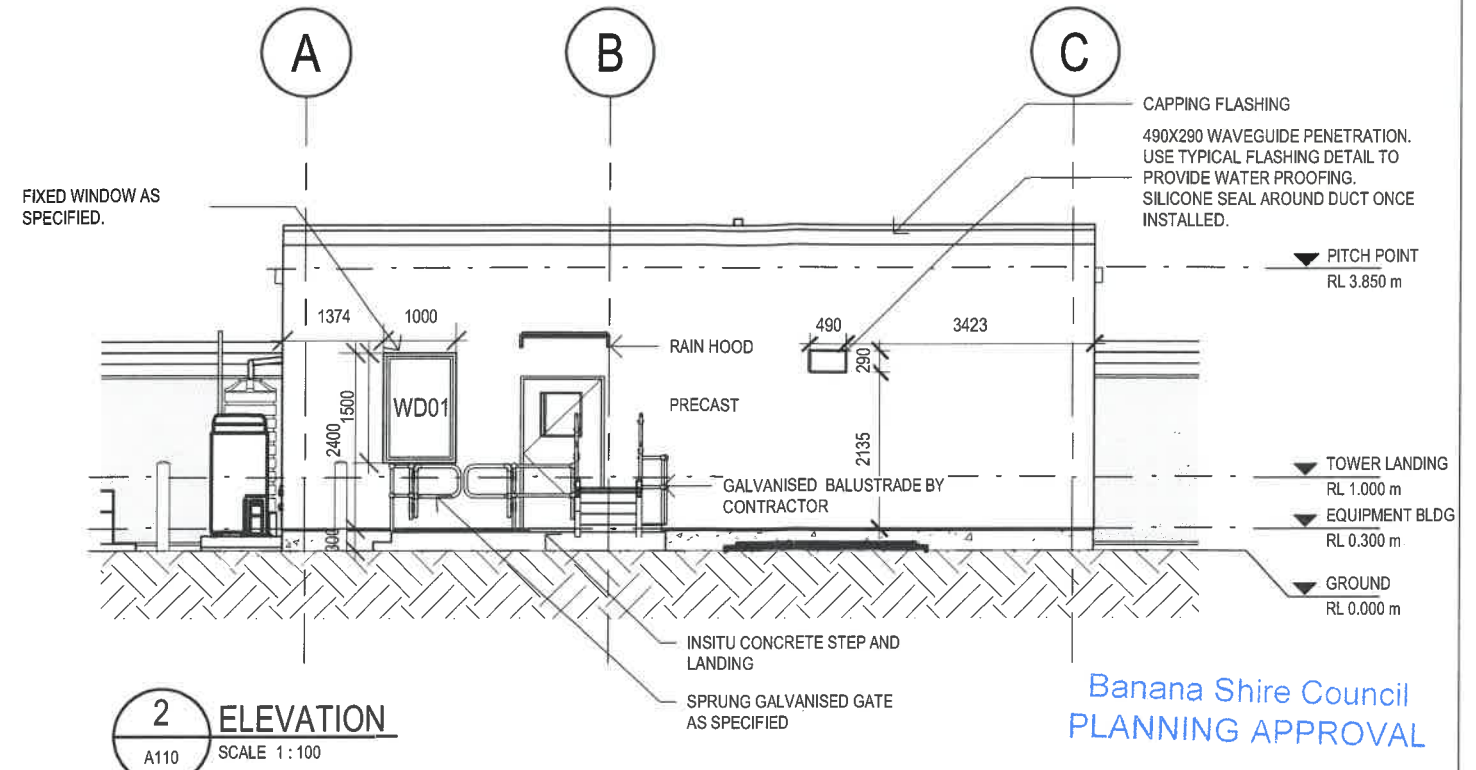 A
B
C
CAPPING FLASHING
490X290 WAVEGUIDE PENETRATION.
USE TYPICAL FLASHING DETAIL TO
PROVIDE WATER PROOFING.
SILICONE SEAL AROUND DUCT ONCE
INSTALLED.
FIXED WINDOW AS
SPECIFIED.
PITCH POINT
RL 3.850 m
1374
1000
490
3423
RAIN HOOD
290
PRECAST
WD01
1500
2400
2135
TOWER LANDING
RL 1.000 m
GALVANISED BALUSTRADE BY
CONTRACTOR
EQUIPMENT BLDG
RL 0.300 m
300
GROUND
RL 0.000 m
INSITU CONCRETE STEP AND
LANDING
SPRUNG GALVANISED GATE
AS SPECIFIED
Banana Shire Council
PLANNING APPROVAL
2
ELEVATION
A110
SCALE 1 : 100